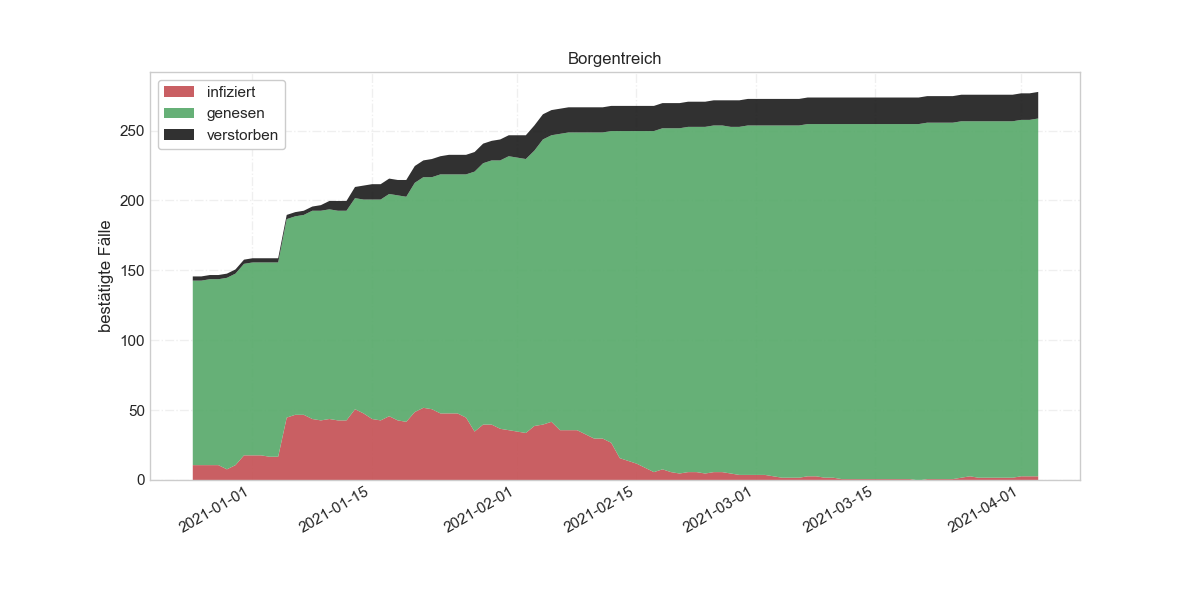 Borgentreich
infiziert
genesen
verstorben
bestätigte Fälle
250
200
150
100
50
0
2021-01-01
2021-01-15
2021-02-01
2021-02-15
2021-03-01
2021-03-15
2021-04-01